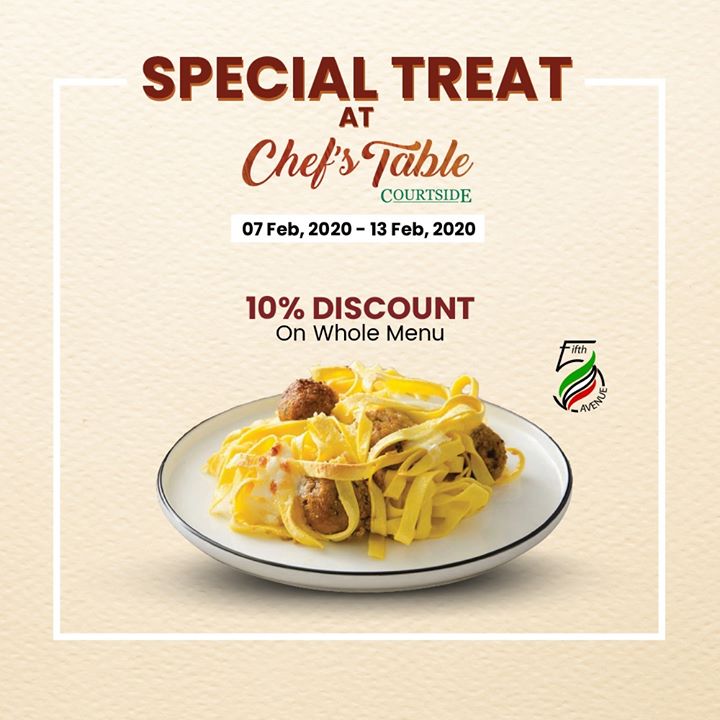 SPECIAL TREAT
AT
Chef's Table
COURTSIDE
07 Feb, 2020 - 13 Feb, 2020
10% DISCOUNT
On Whole Menu
Fifth
AVENUE